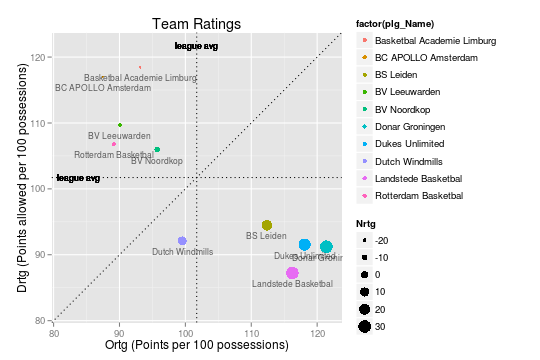 Team Ratings
Drtg (Points allowed per 100 possessions)
120
110
100
90
80
league avg
Basketbal Academie Limburg
BC APOLLO Amsterdam
BV Leeuwarden
Rotterdam Basketbal
BV Noordkop
league avg
BS Leiden
Dutch Windmills
Dukes Unlimited
Donar Gronin
Landstede Basketbal
80
90
100
110
120
Ortg (Points per 100 possessions)
factor(plg_Name)
Basketbal Academie Limburg
BC APOLLO Amsterdam
BS Leiden
BV Leeuwarden
BV Noordkop
Donar Groningen
Dukes Unlimited
Dutch Windmills
Landstede Basketbal
Rotterdam Basketbal
Nrtg
-20
-10
0
10
20
30